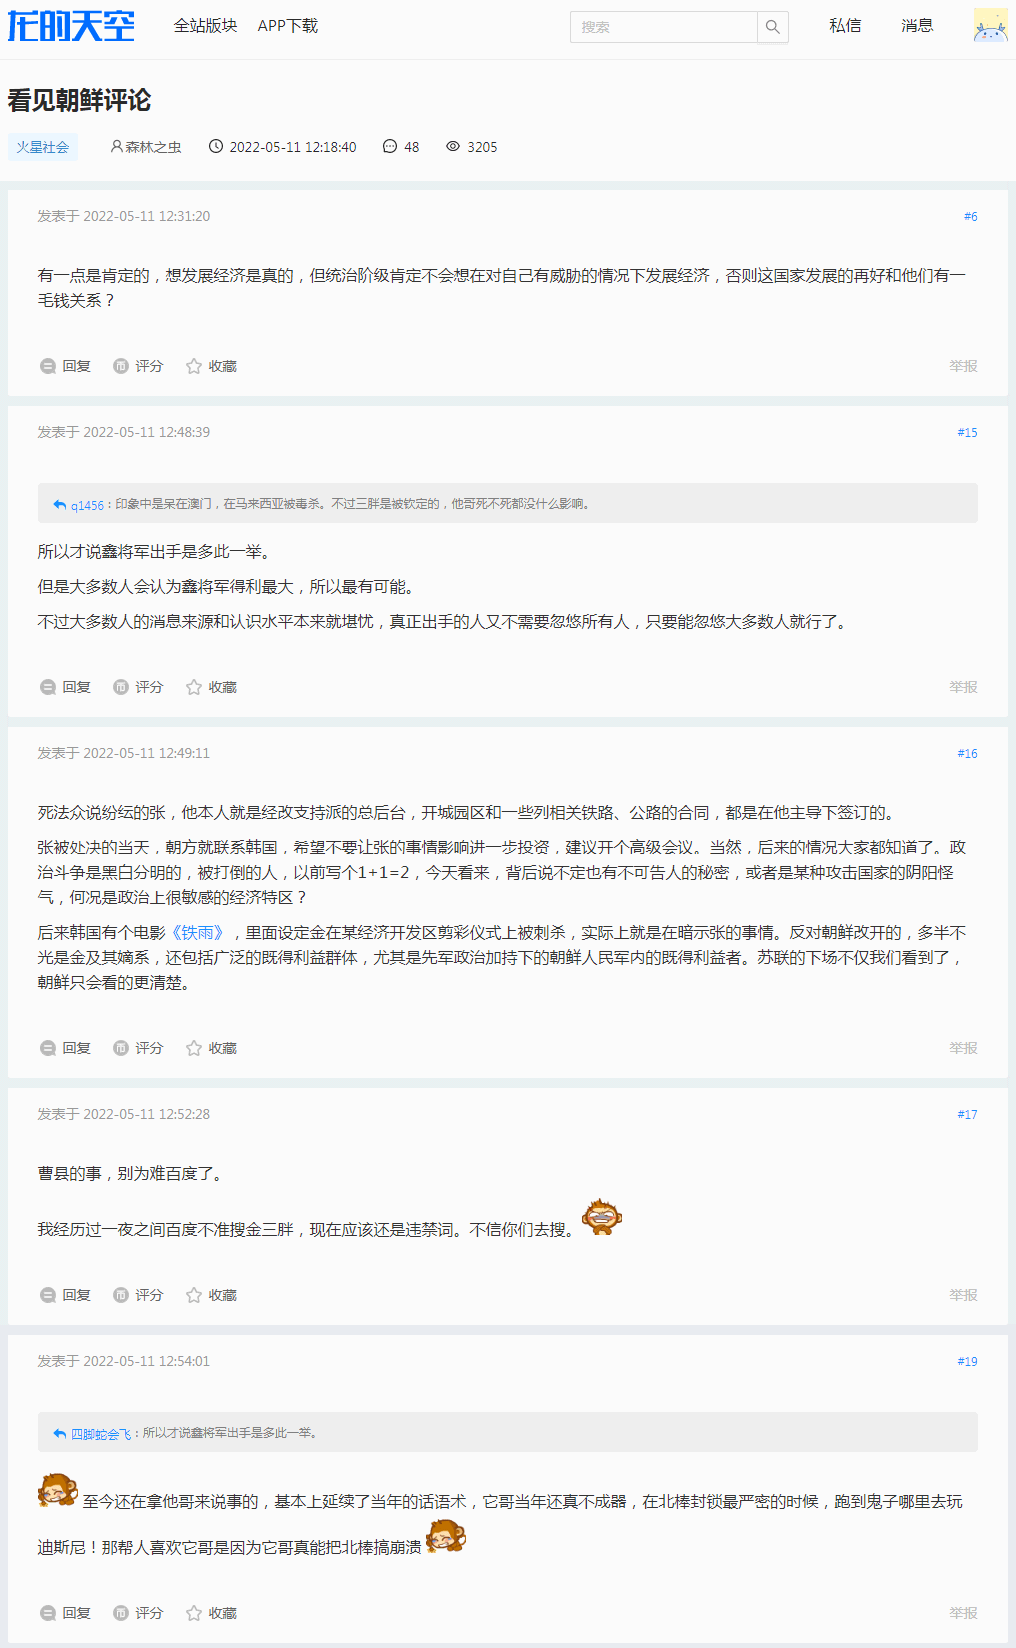 龙的天空 全站版块 APP下载 搜索 私信 消息
看见朝鲜评论
火星社会 森林之虫 2022-05-11 12:18:40 48 3205
发表于 2022-05-11 12:31:20 #6
有一点是肯定的，想发展经济是真的，但统治阶级肯定不会想在对自己有威胁的情况下发展经济，否则这国家发展的再好和他们有一
毛钱关系？
回复 评分 收藏 举报
发表于 2022-05-11 12:48:39 #15
q1456：印象中是呆在澳门，在马来西亚被毒杀。不过三胖是被钦定的，他哥死不死都没什么影响。
所以才说鑫将军出手是多此一举。
但是大多数人会认为鑫将军得利最大，所以最有可能。
不过大多数人的消息来源和认识水平本来就堪忧，真正出手的人又不需要忽悠所有人，只要能忽悠大多数人就行了。
回复 评分 收藏 举报
发表于 2022-05-11 12:49:11 #16
死法众说纷纭的张，他本人就是经改支持派的总后台，开城园区和一些列相关铁路、公路的合同，都是在他主导下签订的。
张被处决的当天，朝方就联系韩国，希望不要让张的事情影响进一步投资，建议开个高级会议。当然，后来的情况大家都知道了。政
治斗争是黑白分明的，被打倒的人，以前写个1+1=2，今天看来，背后说不定也有不可告人的秘密，或者是某种攻击国家的阴阳怪
气，何况是政治上很敏感的经济特区？
后来韩国有个电影《铁雨》，里面设定金在某经济开发区剪彩仪式上被刺杀，实际上就是在暗示张的事情。反对朝鲜改开的，多半不
光是金及其嫡系，还包括广泛的既得利益群体，尤其是先军政治加持下的朝鲜人民军内的既得利益者。苏联的下场不仅我们看到了，
朝鲜只会看的更清楚。
回复 评分 收藏 举报
发表于 2022-05-11 12:52:28 #17
曹县的事，别为难百度了。
我经历过一夜之间百度不准搜金三胖，现在应该还是违禁词。不信你们去搜。
回复 评分 收藏 举报
发表于 2022-05-11 12:54:01 #19
四脚蛇会飞：所以才说鑫将军出手是多此一举。
至今还在拿他哥来说事的，基本上延续了当年的话语术，它哥当年还真不成器，在北棒封锁最严密的时候，跑到鬼子哪里去玩
迪斯尼！那帮人喜欢它哥是因为它哥真能把北棒搞崩溃
回复 评分 收藏 举报